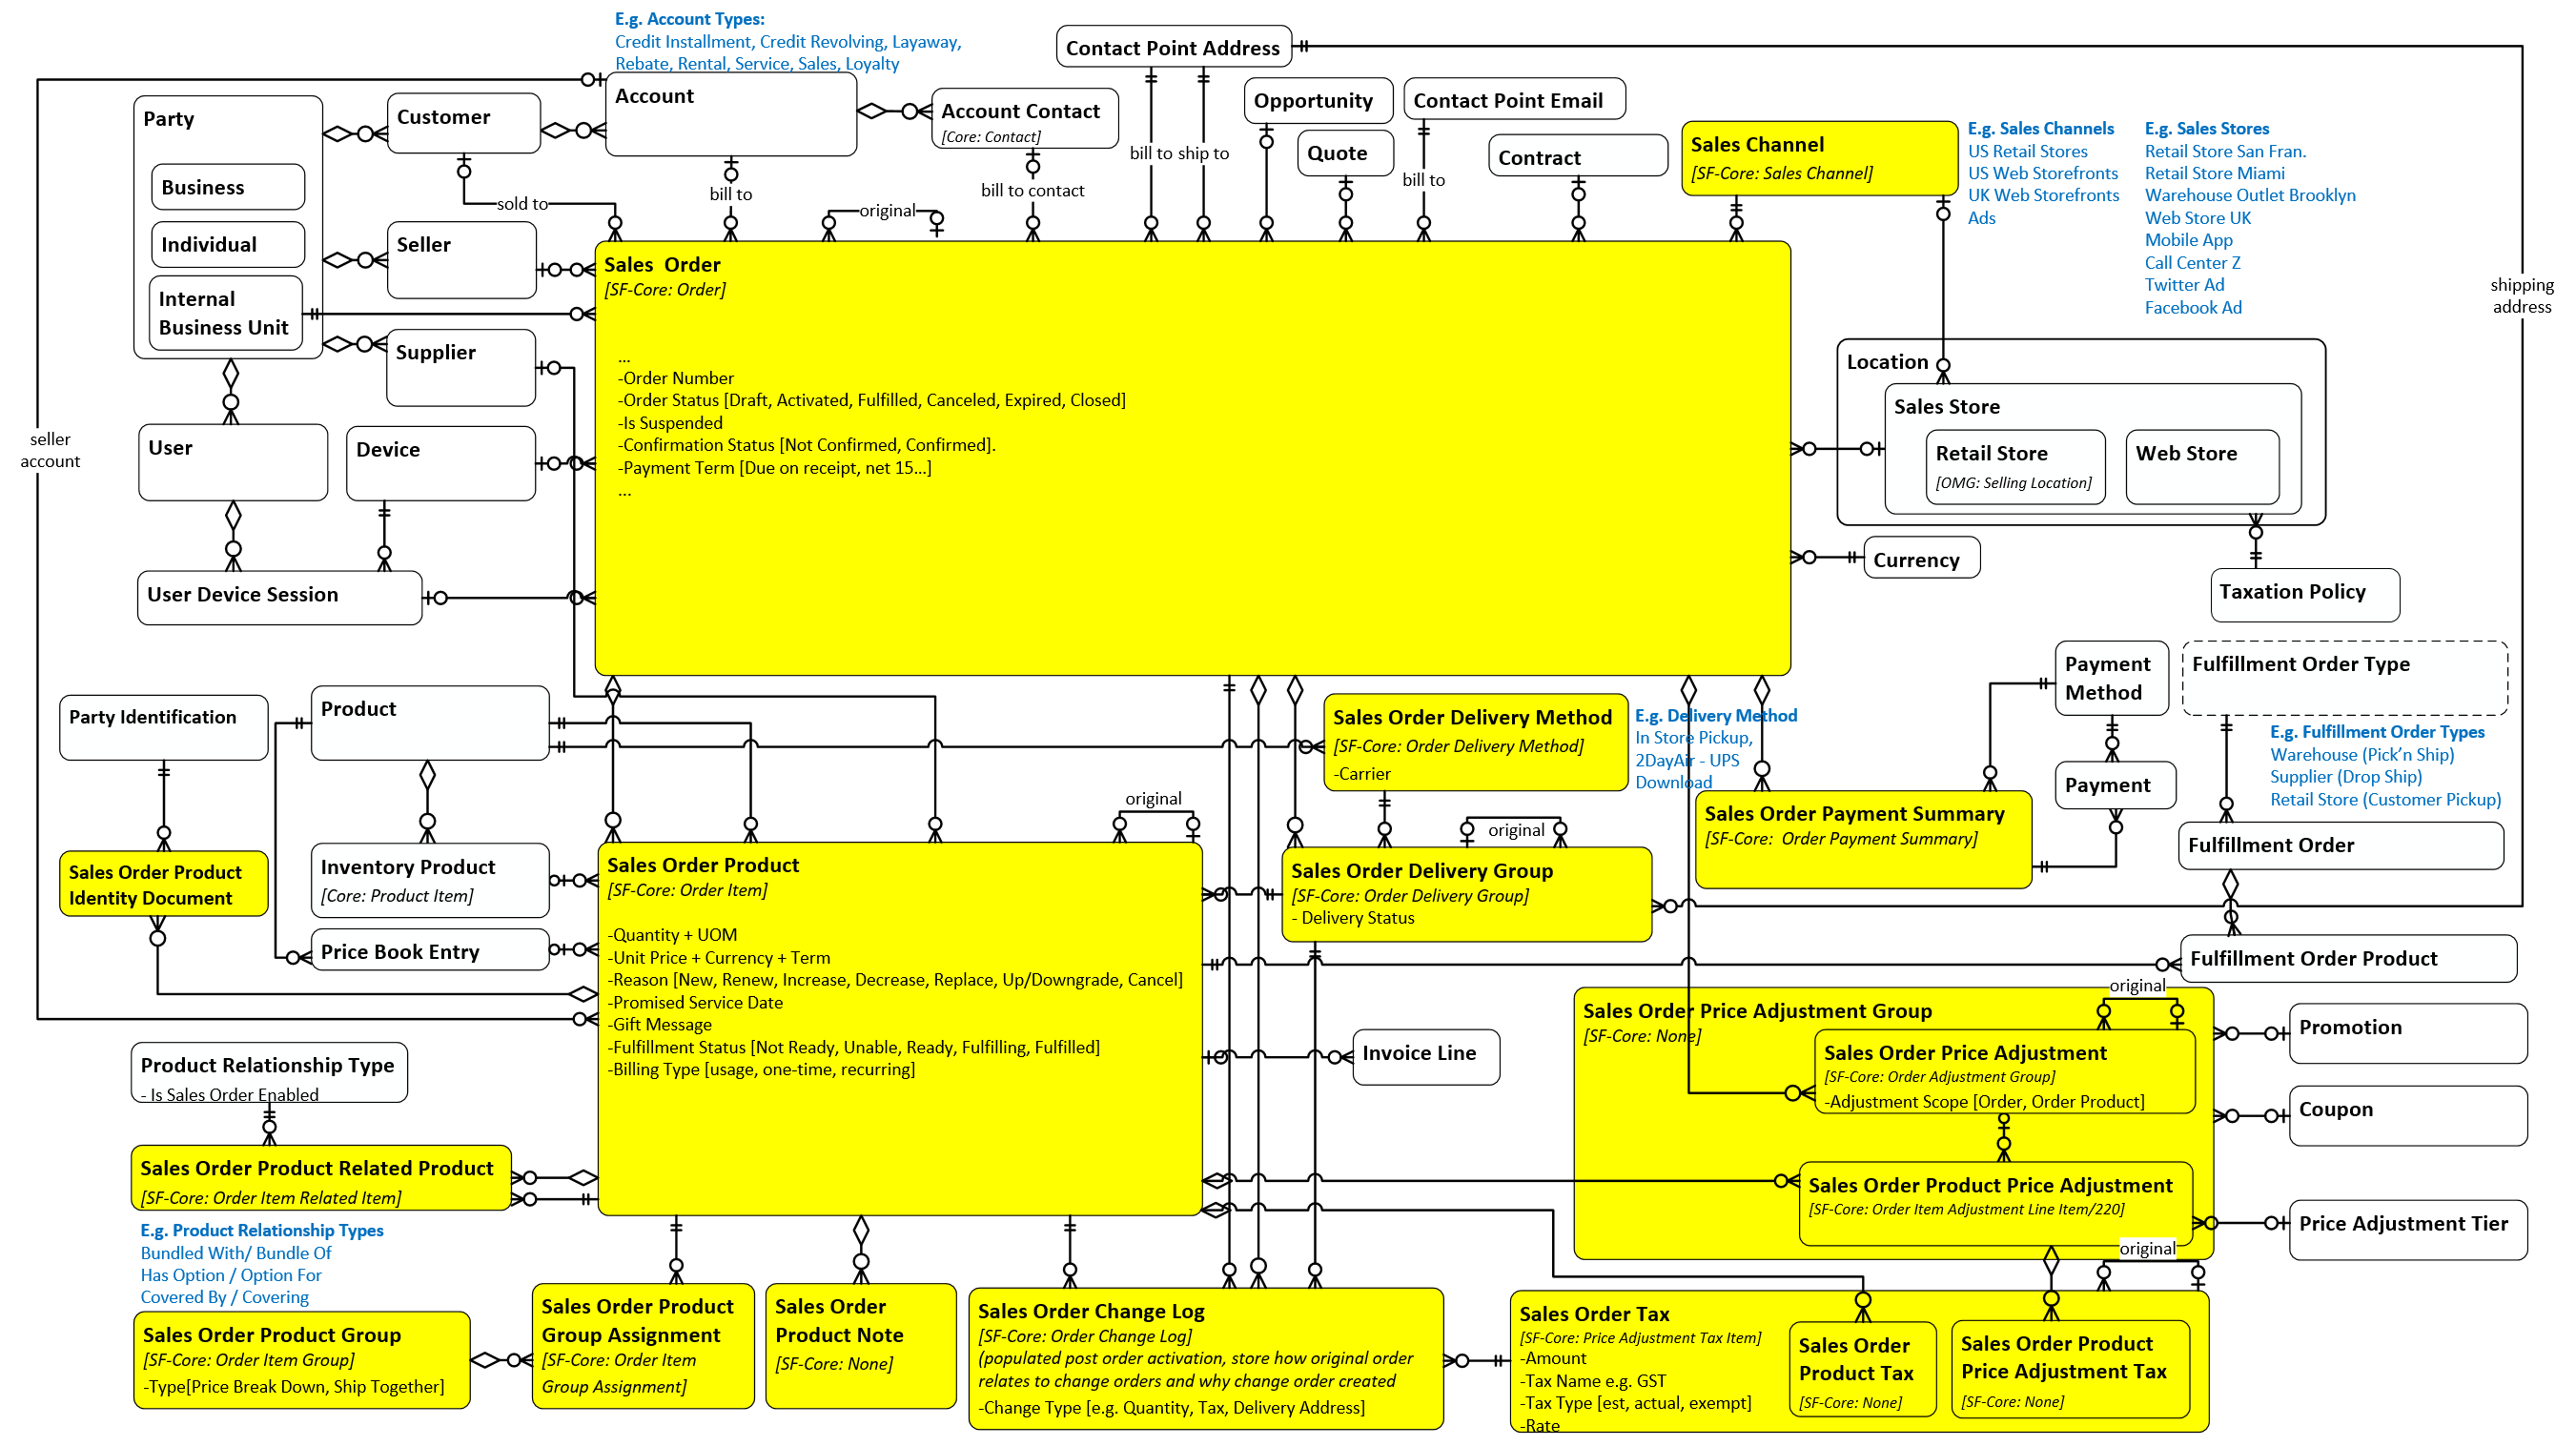 E.g. Account Types:
Credit Installment, Credit Revolving, Layaway,
Rebate, Rental, Service, Sales, Loyalty
Contact Point Address
Party
Business
Individual
Internal
Business Unit
Customer
Account
Account Contact
[Core: Contact]
Opportunity
Quote
Contact Point Email
Contract
Sales Channel
[SF-Core: Sales Channel]
E.g. Sales Channels
US Retail Stores
US Web Storefronts
UK Web Storefronts
Ads
E.g. Sales Stores
Retail Store San Fran.
Retail Store Miami
Warehouse Outlet Brooklyn
Web Store UK
Mobile App
Call Center Z
Twitter Ad
Facebook Ad
sold to
bill to
original
bill to contact
bill to
ship to
bill to
shipping
address
Seller
Supplier
User
Device
User Device Session
seller
account
Sales Order
[SF-Core: Order]
...
-Order Number
-Order Status [Draft, Activated, Fulfilled, Canceled, Expired, Closed]
-Is Suspended
-Confirmation Status [Not Confirmed, Confirmed].
-Payment Term [Due on receipt, net 15...]
...
Location
Sales Store
Retail Store
[OMG: Selling Location]
Web Store
Currency
Taxation Policy
Party Identification
Product
Sales Order Delivery Method
[SF-Core: Order Delivery Method]
-Carrier
E.g. Delivery Method
In Store Pickup,
2DayAir - UPS
Download
Payment
Method
Payment
Fulfillment Order Type
E.g. Fulfillment Order Types
Warehouse (Pick’n Ship)
Supplier (Drop Ship)
Retail Store (Customer Pickup)
Sales Order Payment Summary
[SF-Core: Order Payment Summary]
Fulfillment Order
Fulfillment Order Product
Sales Order Product
Identity Document
Inventory Product
[Core: Product Item]
Price Book Entry
original
Sales Order Product
[SF-Core: Order Item]
-Quantity + UOM
-Unit Price + Currency + Term
-Reason [New, Renew, Increase, Decrease, Replace, Up/Downgrade, Cancel]
-Promised Service Date
-Gift Message
-Fulfillment Status [Not Ready, Unable, Ready, Fulfilling, Fulfilled]
-Billing Type [usage, one-time, recurring]
original
Sales Order Delivery Group
[SF-Core: Order Delivery Group]
- Delivery Status
Invoice Line
Sales Order Price Adjustment Group
[SF-Core: None]
original
Sales Order Price Adjustment
[SF-Core: Order Adjustment Group]
-Adjustment Scope [Order, Order Product]
Sales Order Product Price Adjustment
[SF-Core: Order Item Adjustment Line Item/220]
Promotion
Coupon
Price Adjustment Tier
Product Relationship Type
- Is Sales Order Enabled
Sales Order Product Related Product
[SF-Core: Order Item Related Item]
E.g. Product Relationship Types
Bundled With/ Bundle Of
Has Option / Option For
Covered By / Covering
Sales Order Product Group
[SF-Core: Order Item Group]
-Type[Price Break Down, Ship Together]
Sales Order Product
Group Assignment
[SF-Core: Order Item
Group Assignment]
Sales Order
Product Note
[SF-Core: None]
Sales Order Change Log
[SF-Core: Order Change Log]
(populated post order activation, store how original order
relates to change orders and why change order created
-Change Type [e.g. Quantity, Tax, Delivery Address]
original
Sales Order Tax
[SF-Core: Price Adjustment Tax Item]
-Amount
-Tax Name e.g. GST
-Tax Type [est, actual, exempt]
-Rate
Sales Order
Product Tax
[SF-Core: None]
Sales Order Product
Price Adjustment Tax
[SF-Core: None]